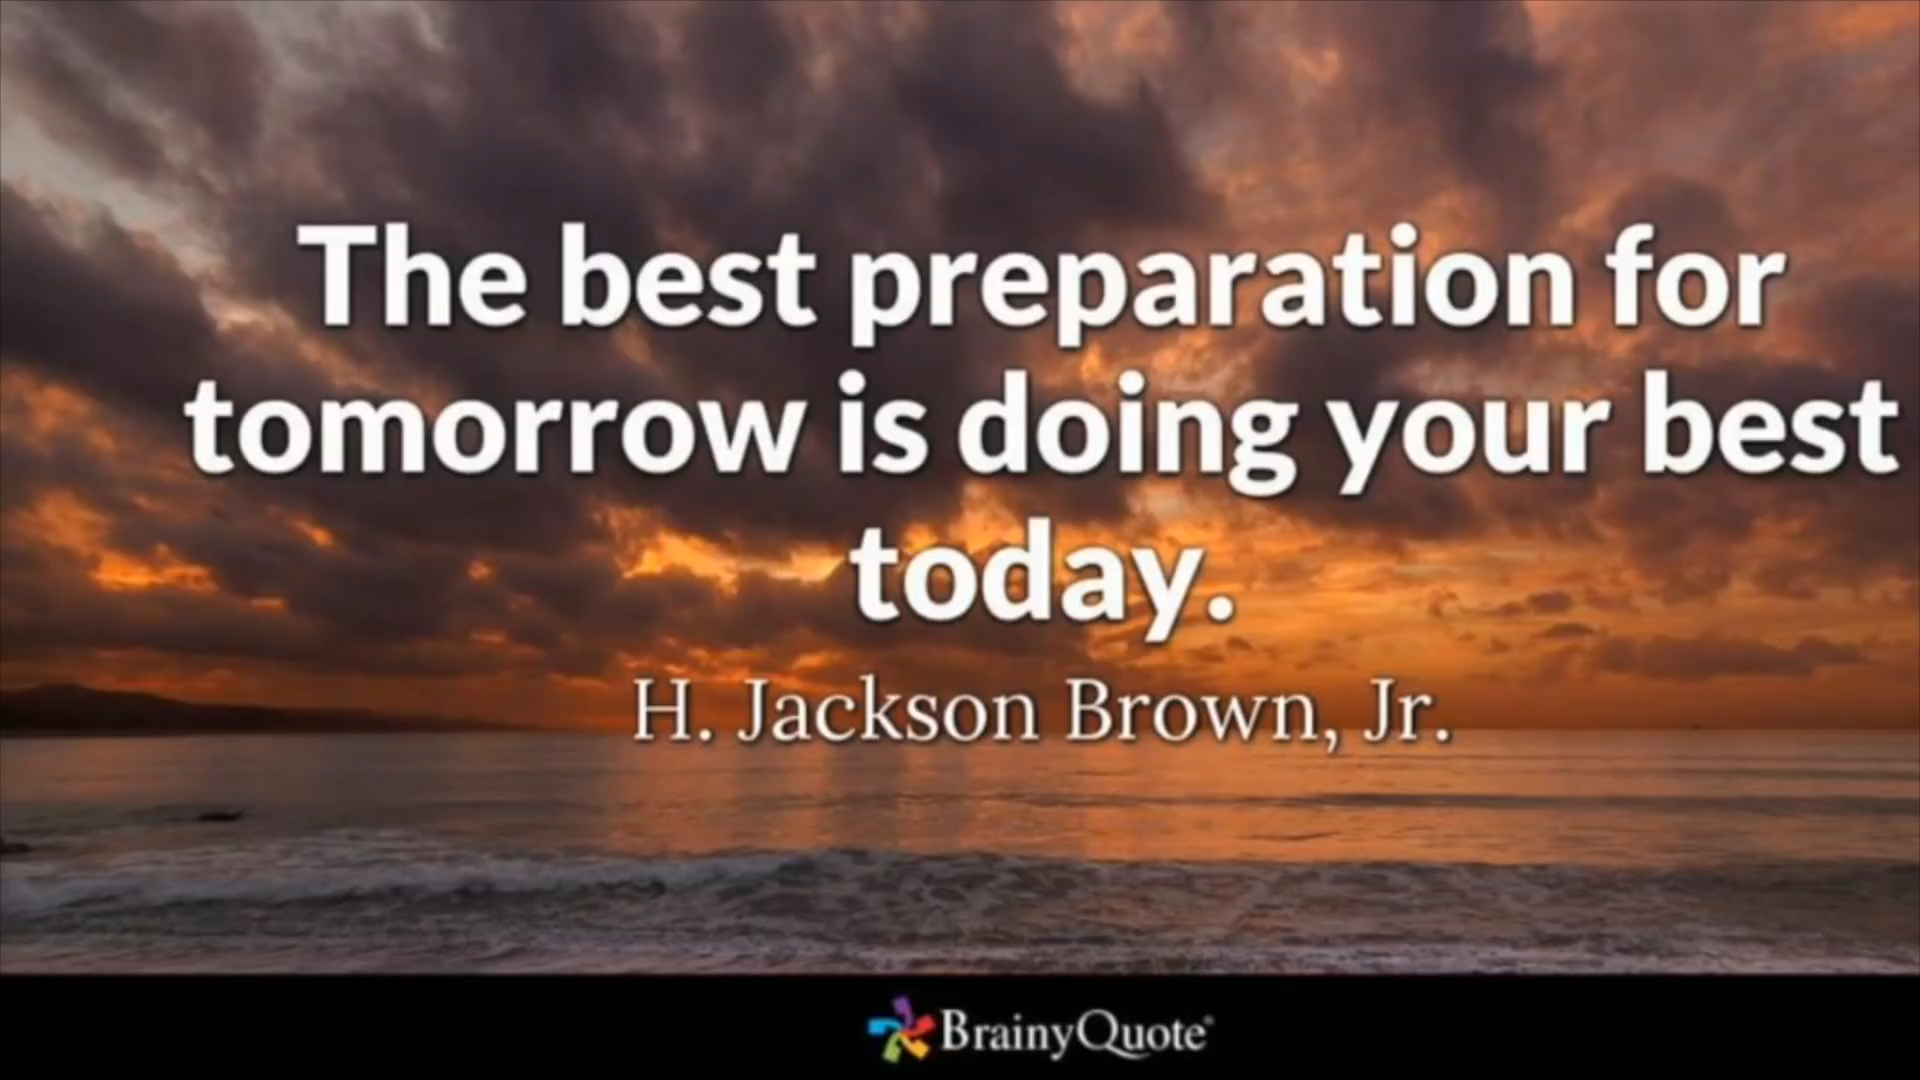 The best preparation for
tomorrow is doing your best
today.
H. Jackson Brown, Jr.
BrainyQuote®